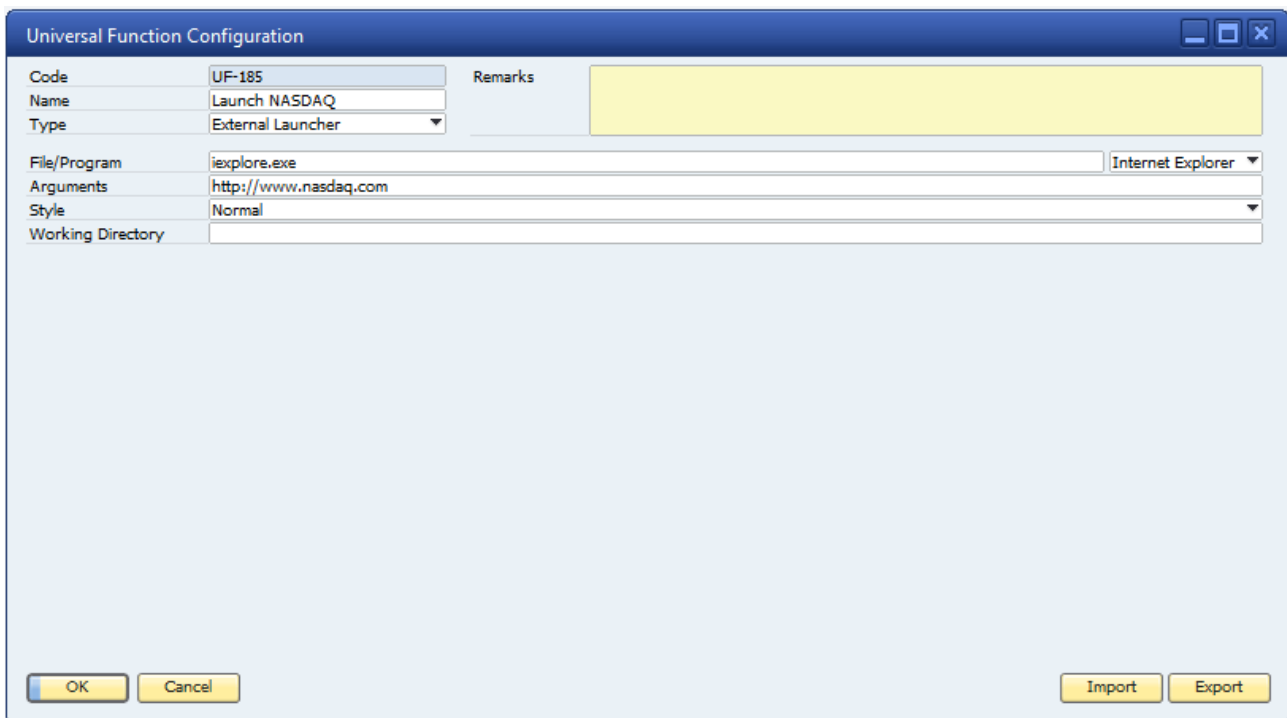 Universal Function Configuration
Code UF-185 Remarks
Name Launch NASDAQ
Type External Launcher
File/Program iexplore.exe Internet Explorer
Arguments http://www.nasdaq.com
Style Normal
Working Directory
OK Cancel Import Export